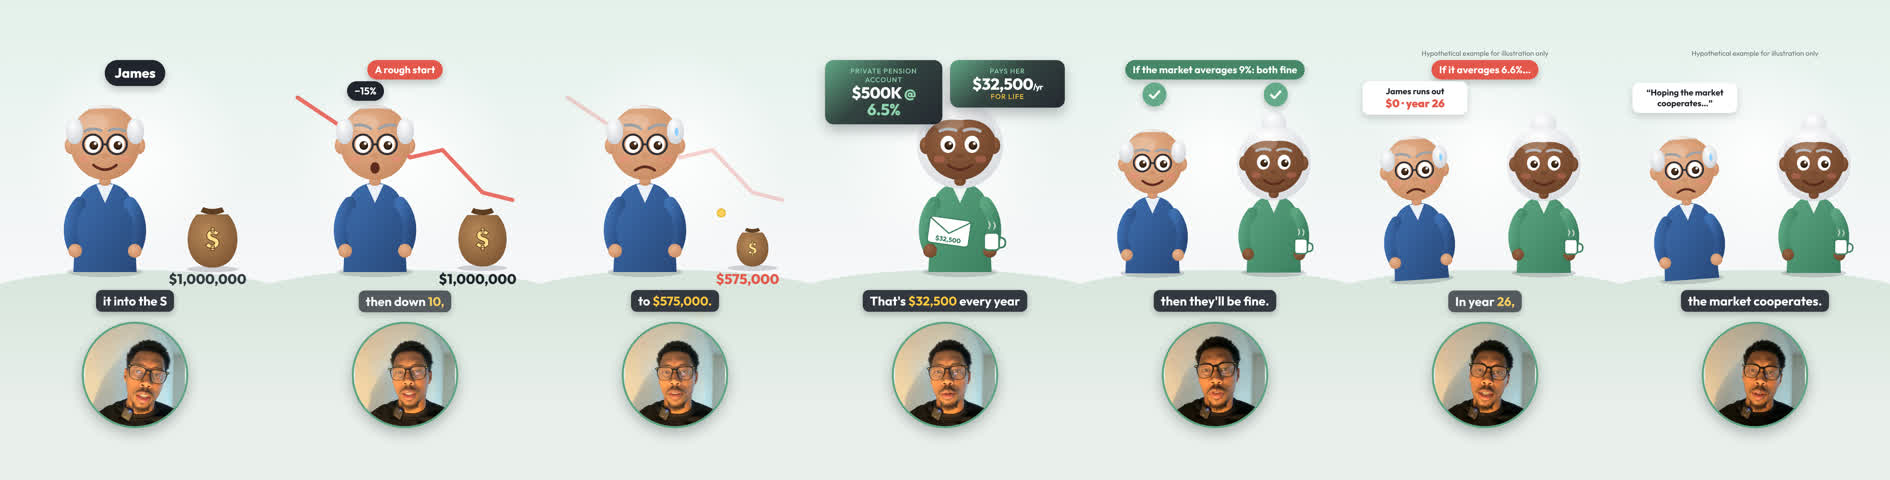 James
$
$1,000,000
it into the S
A rough start
−15%
$
$1,000,000
then down 10,
$
$575,000
to $575,000.
PRIVATE PENSION
ACCOUNT
$500K @
6.5%
PAYS HER
$32,500/yr
FOR LIFE
$32,500
That's $32,500 every year
If the market averages 9%: both fine
then they'll be fine.
Hypothetical example for illustration only
If it averages 6.6%...
James runs out
$0 · year 26
In year 26,
Hypothetical example for illustration only
“Hoping the market
cooperates...”
the market cooperates.